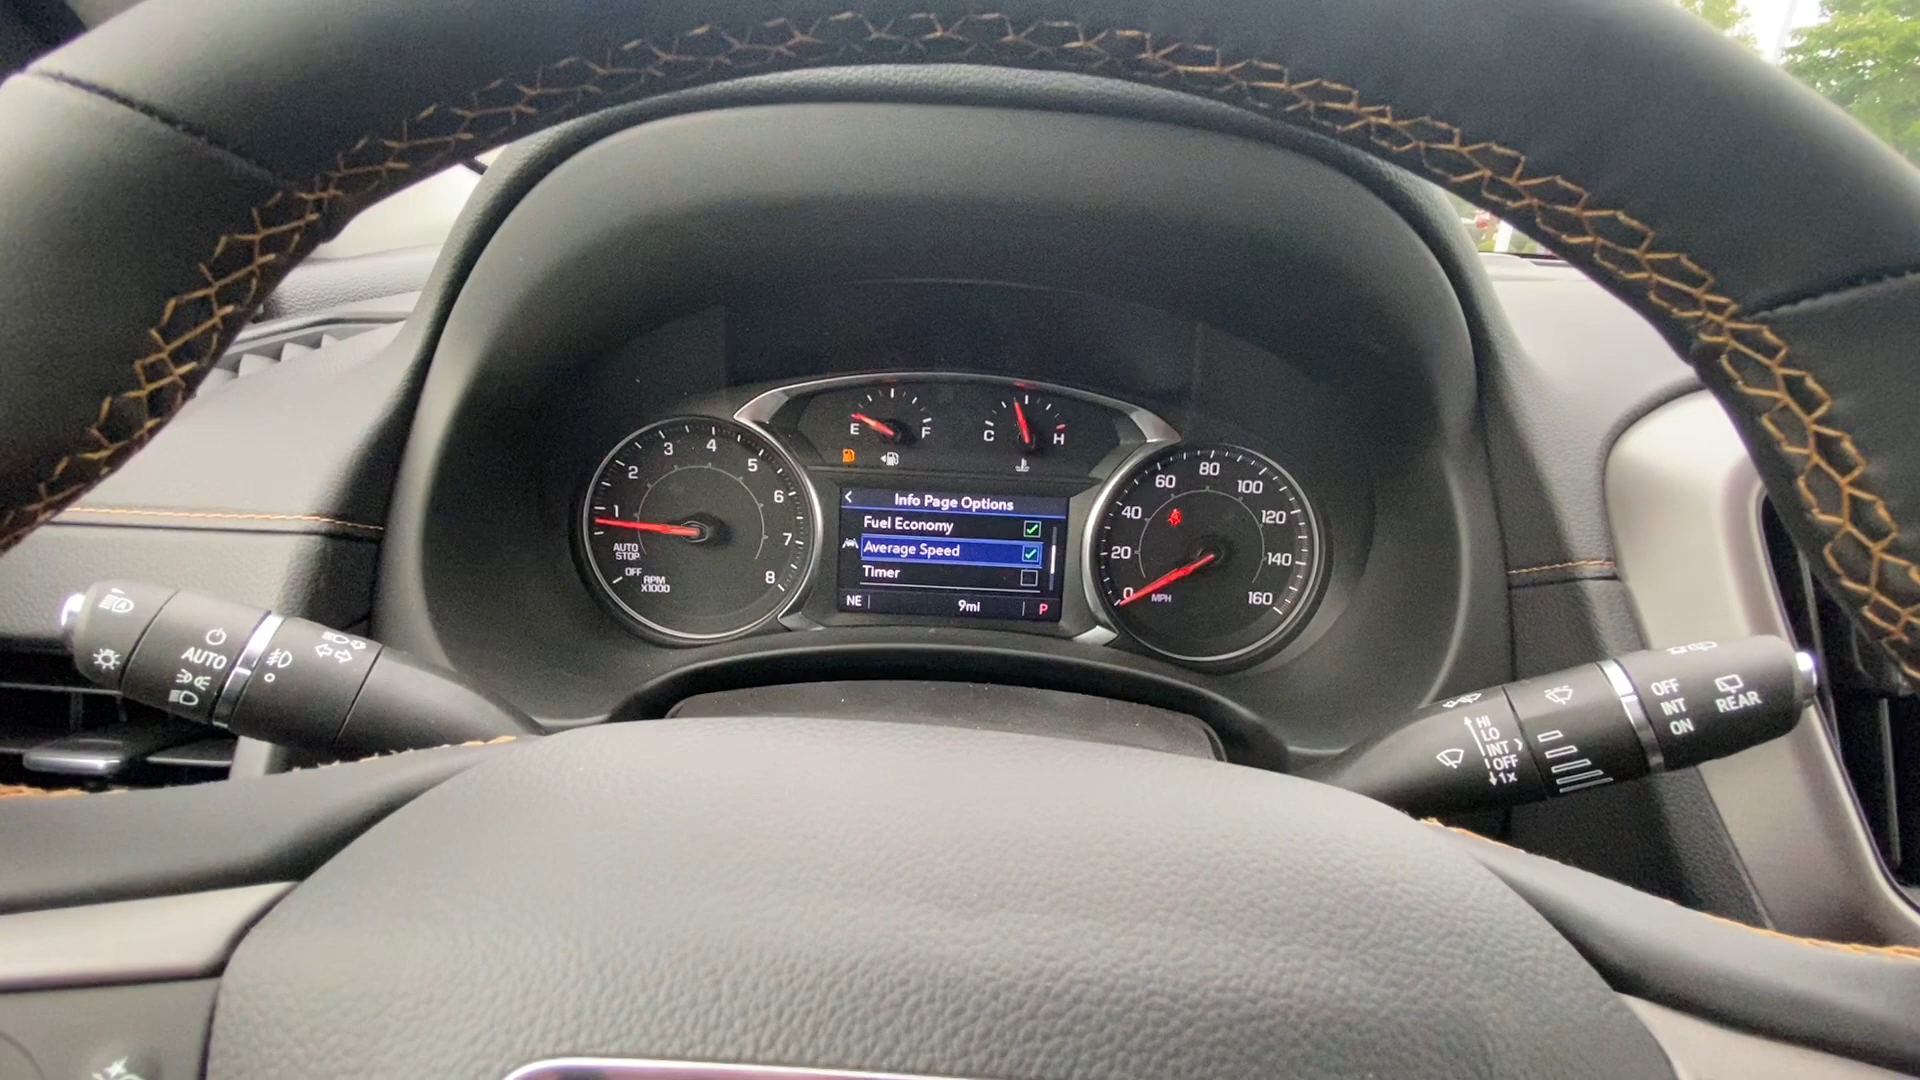 E F
C H
1 2 3 4 5 6 7 8
AUTO
STOP
OFF
RPM
X1000
Info Page Options
Fuel Economy
Average Speed
Timer
NE 9mi P
0 20 40 60 80 100 120 140 160
MPH
AUTO
HI
LO
INT
OFF
1x
OFF
INT
ON
REAR